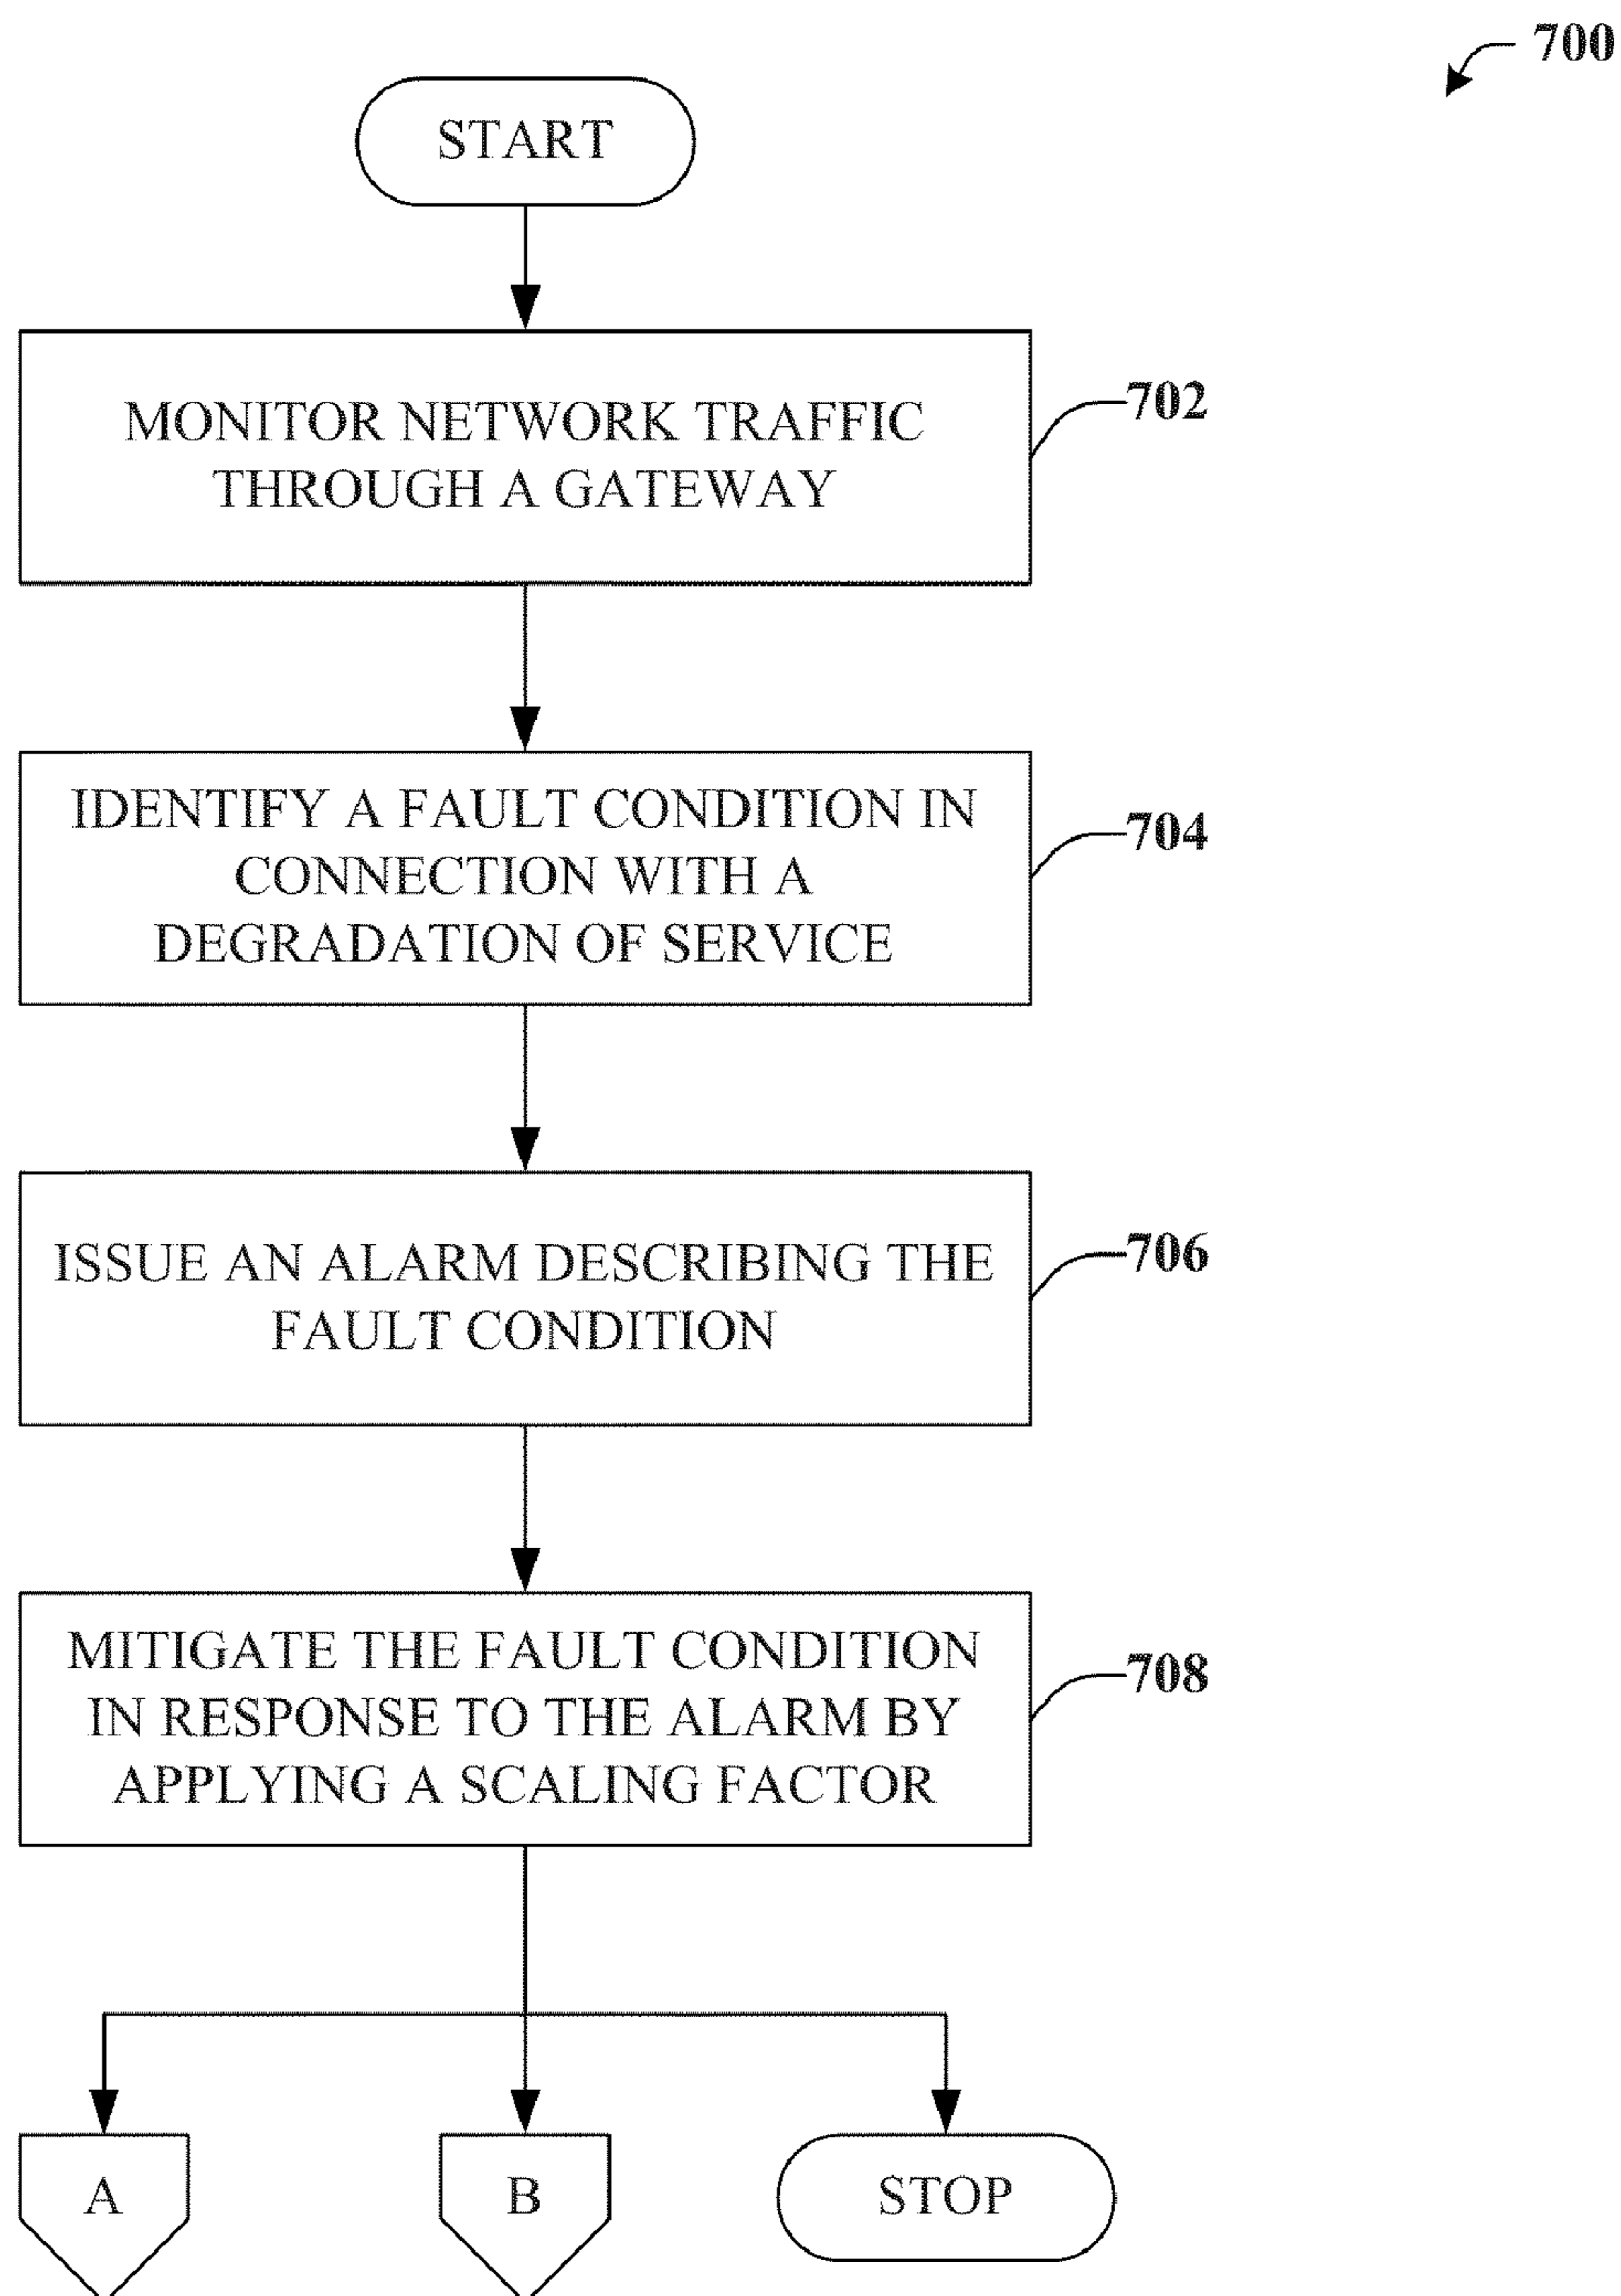 700
START
MONITOR NETWORK TRAFFIC
THROUGH A GATEWAY
702
IDENTIFY A FAULT CONDITION IN
CONNECTION WITH A
DEGRADATION OF SERVICE
704
ISSUE AN ALARM DESCRIBING THE
FAULT CONDITION
706
MITIGATE THE FAULT CONDITION
IN RESPONSE TO THE ALARM BY
APPLYING A SCALING FACTOR
708
A
B
STOP